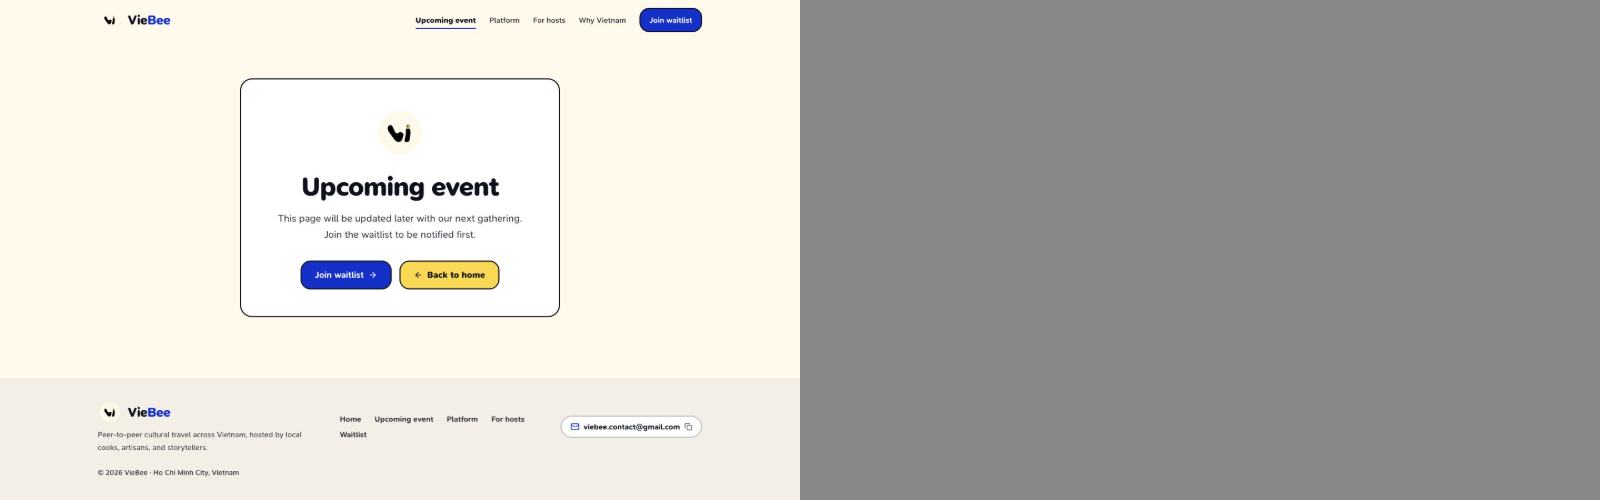 VieBee
Upcoming event
Platform
For hosts
Why Vietnam
Join waitlist
Vi
Upcoming event
This page will be updated later with our next gathering.
Join the waitlist to be notified first.
Join waitlist →
← Back to home
VieBee
Peer-to-peer cultural travel across Vietnam, hosted by local
cooks, artisans, and storytellers.
© 2026 VieBee · Ho Chi Minh City, Vietnam
Home
Upcoming event
Platform
For hosts
Waitlist
viebee.contact@gmail.com